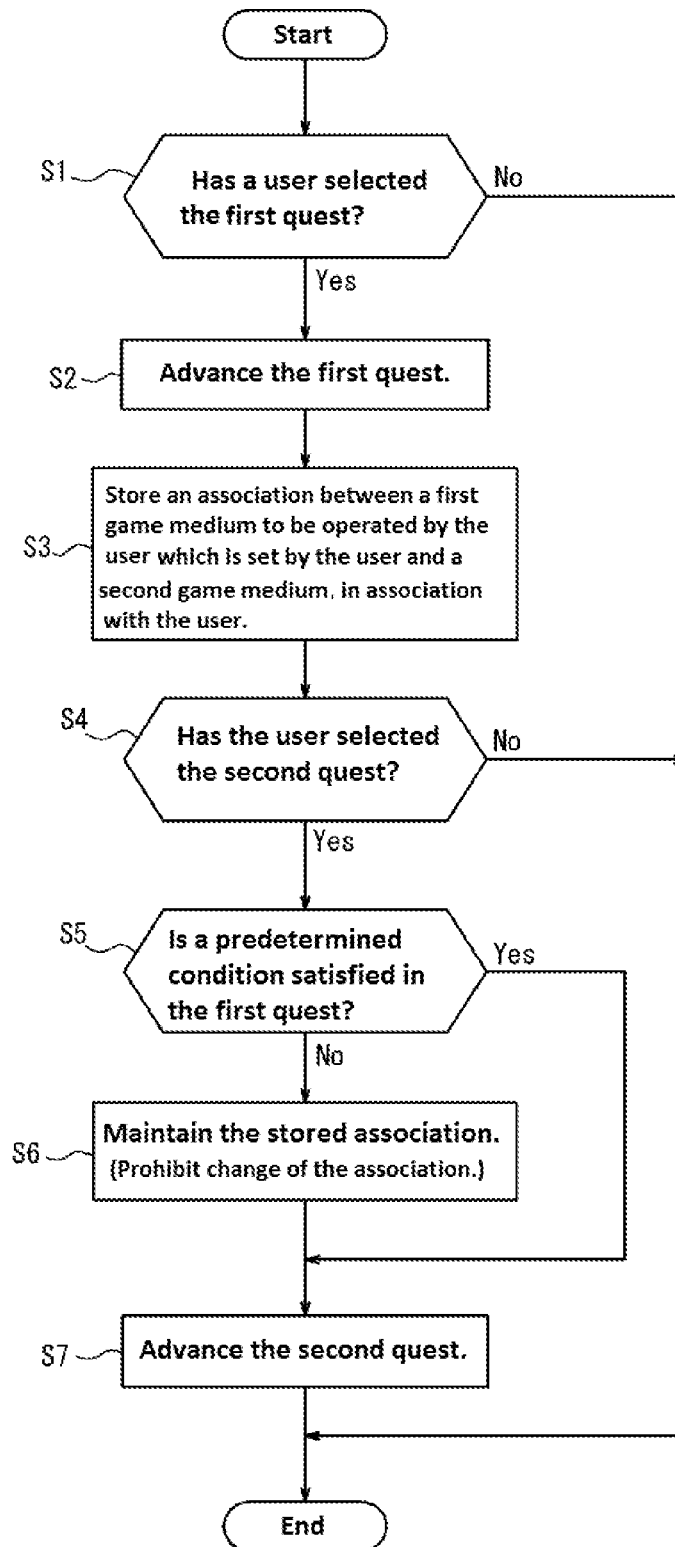 Start
S1
Has a user selected
the first quest?
No
Yes
S2
Advance the first quest.
S3
Store an association between a first
game medium to be operated by the
user which is set by the user and a
second game medium, in association
with the user.
S4
Has the user selected
the second quest?
No
Yes
S5
Is a predetermined
condition satisfied in
the first quest?
Yes
No
S6
Maintain the stored association.
(Prohibit change of the association.)
S7
Advance the second quest.
End